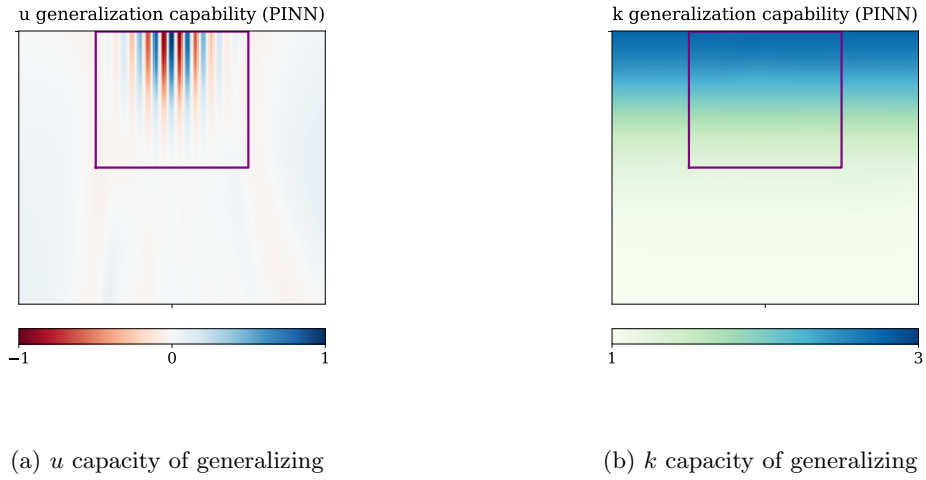 u generalization capability (PINN)
k generalization capability (PINN)
−1 0 1
1 3
(a) u capacity of generalizing
(b) k capacity of generalizing